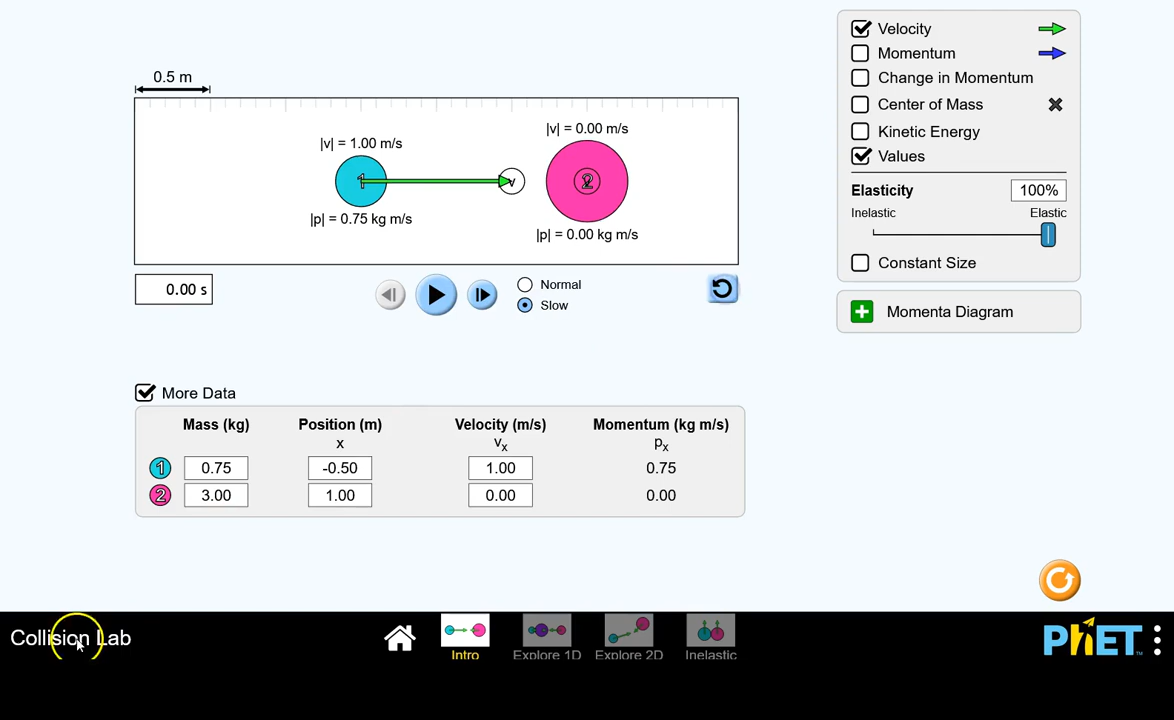 Velocity
Momentum
0.5 m
Change in Momentum
Center of Mass
|v| = 0.00 m/s
Kinetic Energy
|v| = 1.00 m/s
Values
1
v
2
Elasticity 100%
Inelastic Elastic
|p| = 0.75 kg m/s
|p| = 0.00 kg m/s
Constant Size
0.00 s
Normal
Slow
Momenta Diagram
More Data
Mass (kg) Position (m) Velocity (m/s) Momentum (kg m/s)
x vx px
1 0.75 -0.50 1.00 0.75
2 3.00 1.00 0.00 0.00
Collision Lab
Intro Explore 1D Explore 2D Inelastic
PhET™